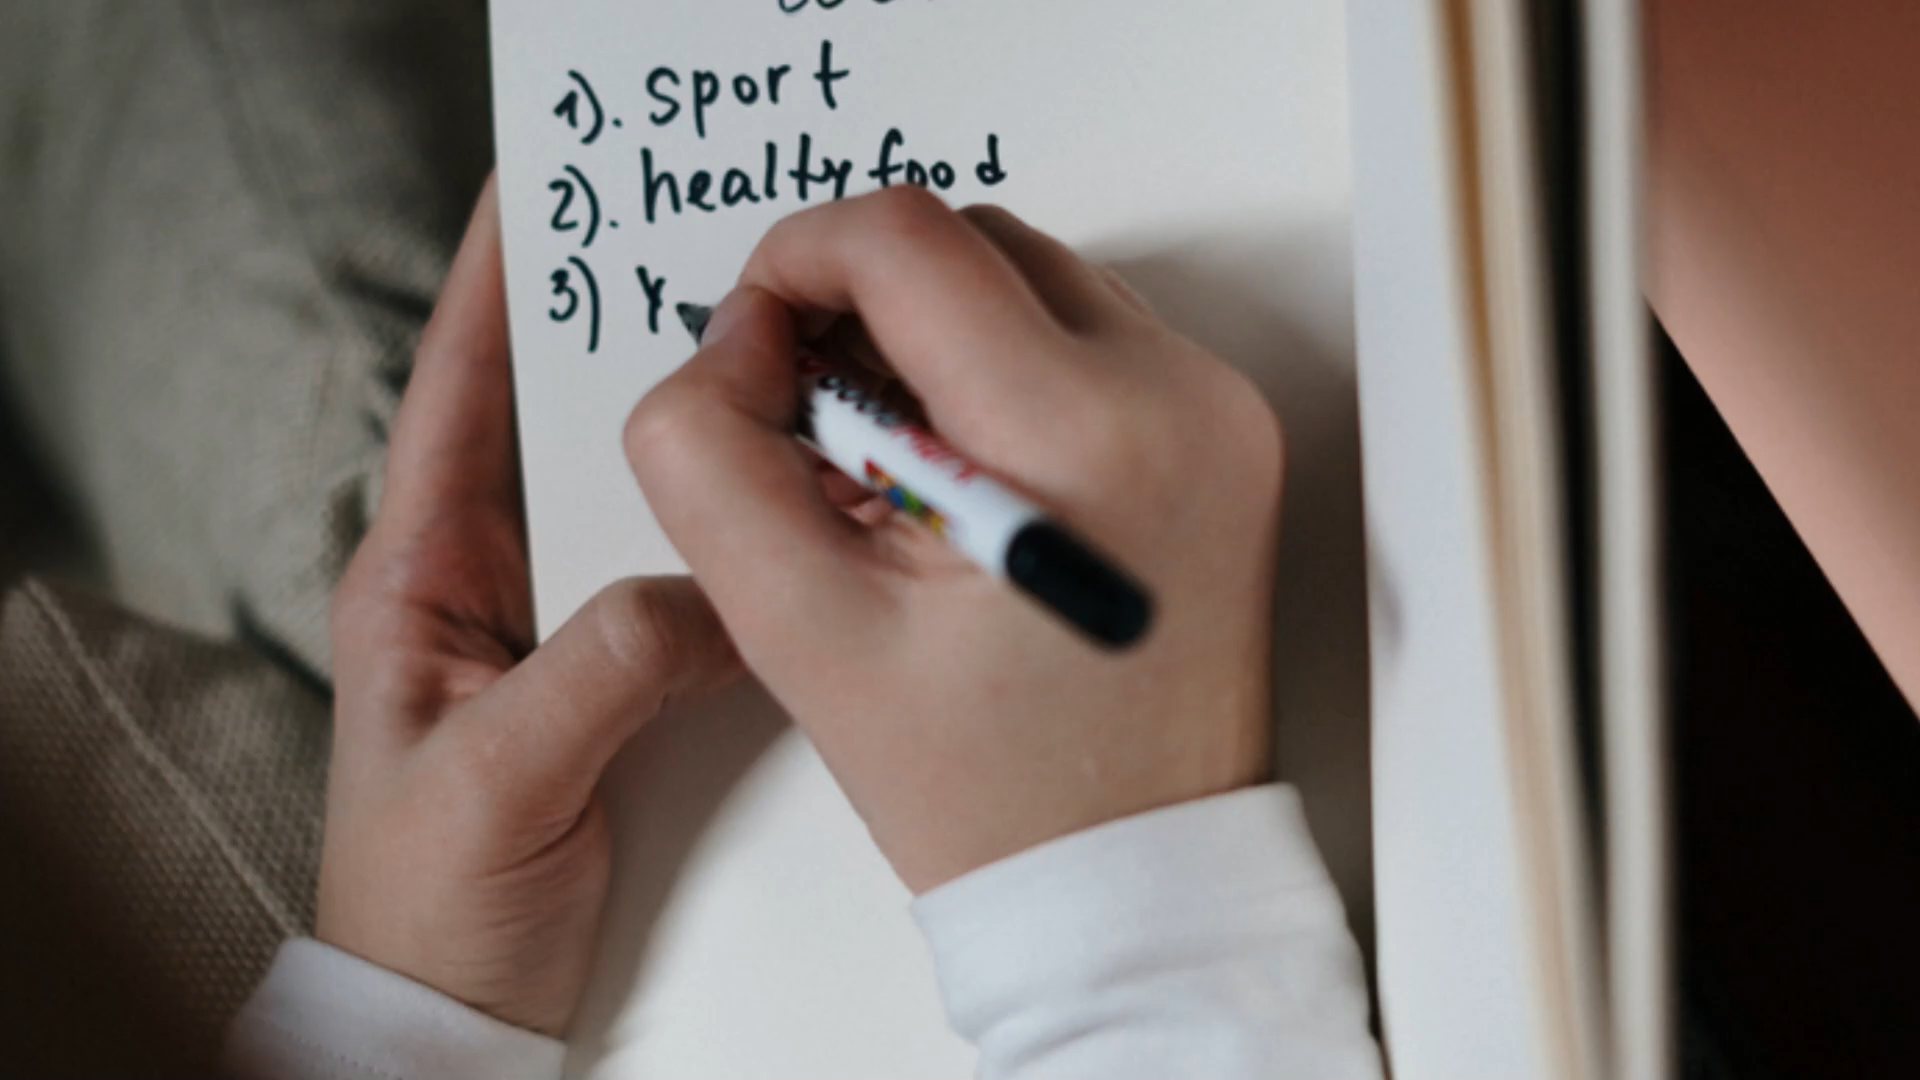 1). sport
2). healty food
3) y